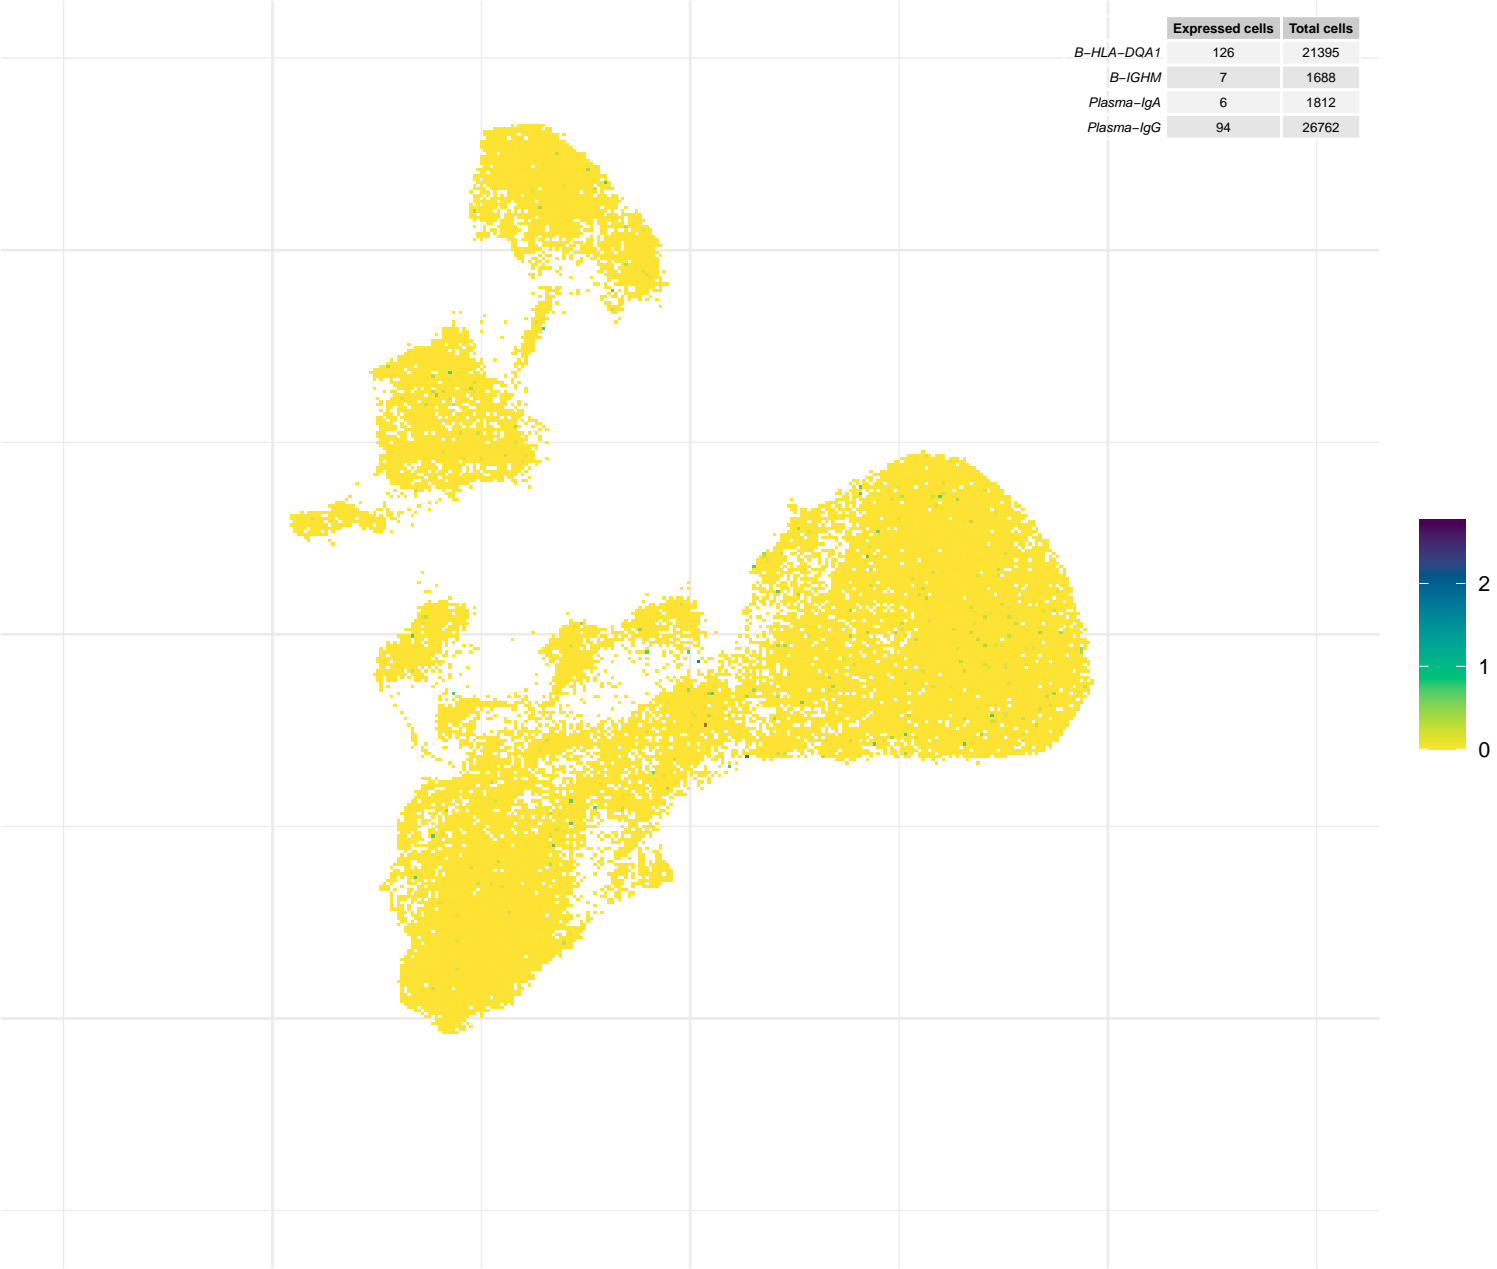 Expressed cells Total cells
B−HLA−DQA1 126 21395
B−IGHM 7 1688
Plasma−IgA 6 1812
Plasma−IgG 94 26762
2
1
0